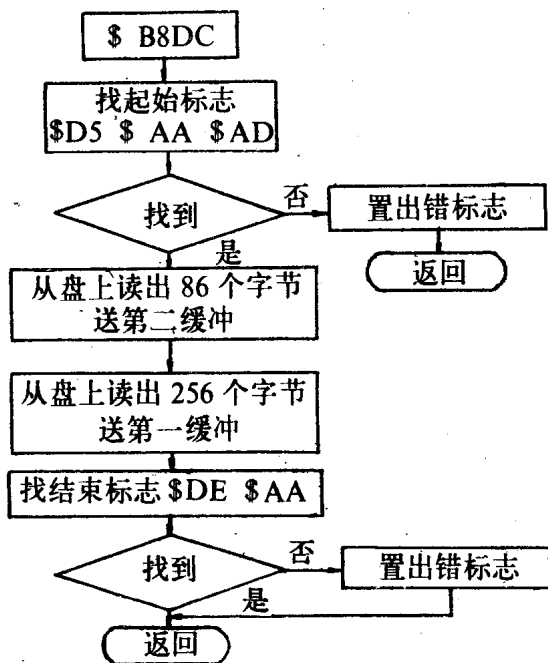 $ B8DC
找起始标志
$D5 $ AA $AD
找到
否
置出错标志
返回
是
从盘上读出 86 个字节
送第二缓冲
从盘上读出 256 个字节
送第一缓冲
找结束标志 $DE $AA
找到
否
置出错标志
是
返回